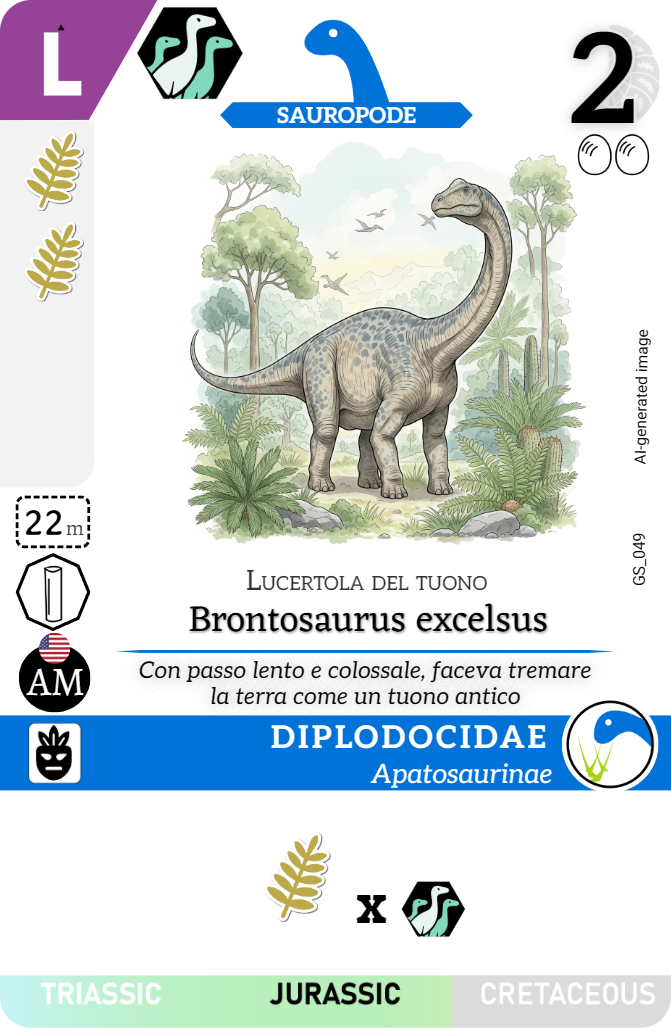 L
SAUROPODE
2
22 m
AI-generated image
GS_049
AM
LUCERTOLA DEL TUONO
Brontosaurus excelsus
Con passo lento e colossale, faceva tremare
la terra come un tuono antico
DIPLODOCIDAE
Apatosaurinae
x
TRIASSIC JURASSIC CRETACEOUS